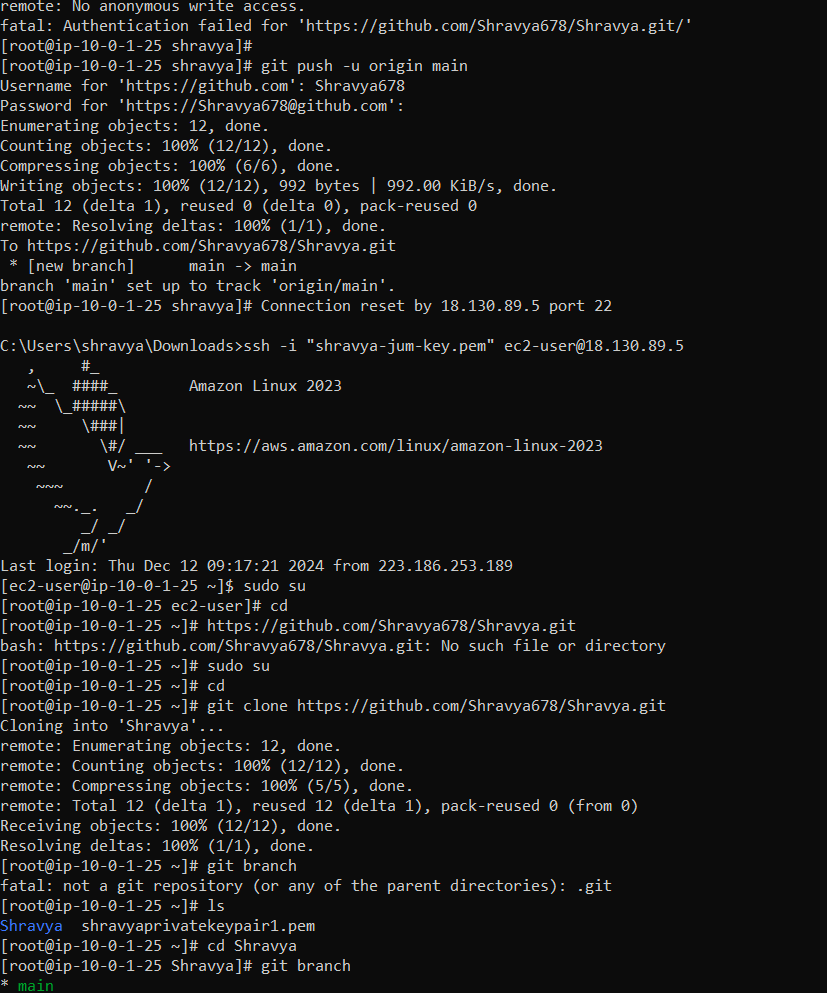 remote: No anonymous write access.
fatal: Authentication failed for 'https://github.com/Shravya678/Shravya.git/'
[root@ip-10-0-1-25 shravya]#
[root@ip-10-0-1-25 shravya]# git push -u origin main
Username for 'https://github.com': Shravya678
Password for 'https://Shravya678@github.com':
Enumerating objects: 12, done.
Counting objects: 100% (12/12), done.
Compressing objects: 100% (6/6), done.
Writing objects: 100% (12/12), 992 bytes | 992.00 KiB/s, done.
Total 12 (delta 1), reused 0 (delta 0), pack-reused 0
remote: Resolving deltas: 100% (1/1), done.
To https://github.com/Shravya678/Shravya.git
 * [new branch]      main -> main
branch 'main' set up to track 'origin/main'.
[root@ip-10-0-1-25 shravya]# Connection reset by 18.130.89.5 port 22

C:\Users\shravya\Downloads>ssh -i "shravya-jum-key.pem" ec2-user@18.130.89.5
   ,     #_
   ~\_  ####_        Amazon Linux 2023
  ~~  \_#####\
  ~~     \###|
  ~~       \#/ ___   https://aws.amazon.com/linux/amazon-linux-2023
   ~~       V~' '->
    ~~~         /
      ~~._.   _/
         _/ _/
       _/m/'
Last login: Thu Dec 12 09:17:21 2024 from 223.186.253.189
[ec2-user@ip-10-0-1-25 ~]$ sudo su
[root@ip-10-0-1-25 ec2-user]# cd
[root@ip-10-0-1-25 ~]# https://github.com/Shravya678/Shravya.git
bash: https://github.com/Shravya678/Shravya.git: No such file or directory
[root@ip-10-0-1-25 ~]# sudo su
[root@ip-10-0-1-25 ~]# cd
[root@ip-10-0-1-25 ~]# git clone https://github.com/Shravya678/Shravya.git
Cloning into 'Shravya'...
remote: Enumerating objects: 12, done.
remote: Counting objects: 100% (12/12), done.
remote: Compressing objects: 100% (5/5), done.
remote: Total 12 (delta 1), reused 12 (delta 1), pack-reused 0 (from 0)
Receiving objects: 100% (12/12), done.
Resolving deltas: 100% (1/1), done.
[root@ip-10-0-1-25 ~]# git branch
fatal: not a git repository (or any of the parent directories): .git
[root@ip-10-0-1-25 ~]# ls
Shravya  shravyaprivatekeypair1.pem
[root@ip-10-0-1-25 ~]# cd Shravya
[root@ip-10-0-1-25 Shravya]# git branch
* main